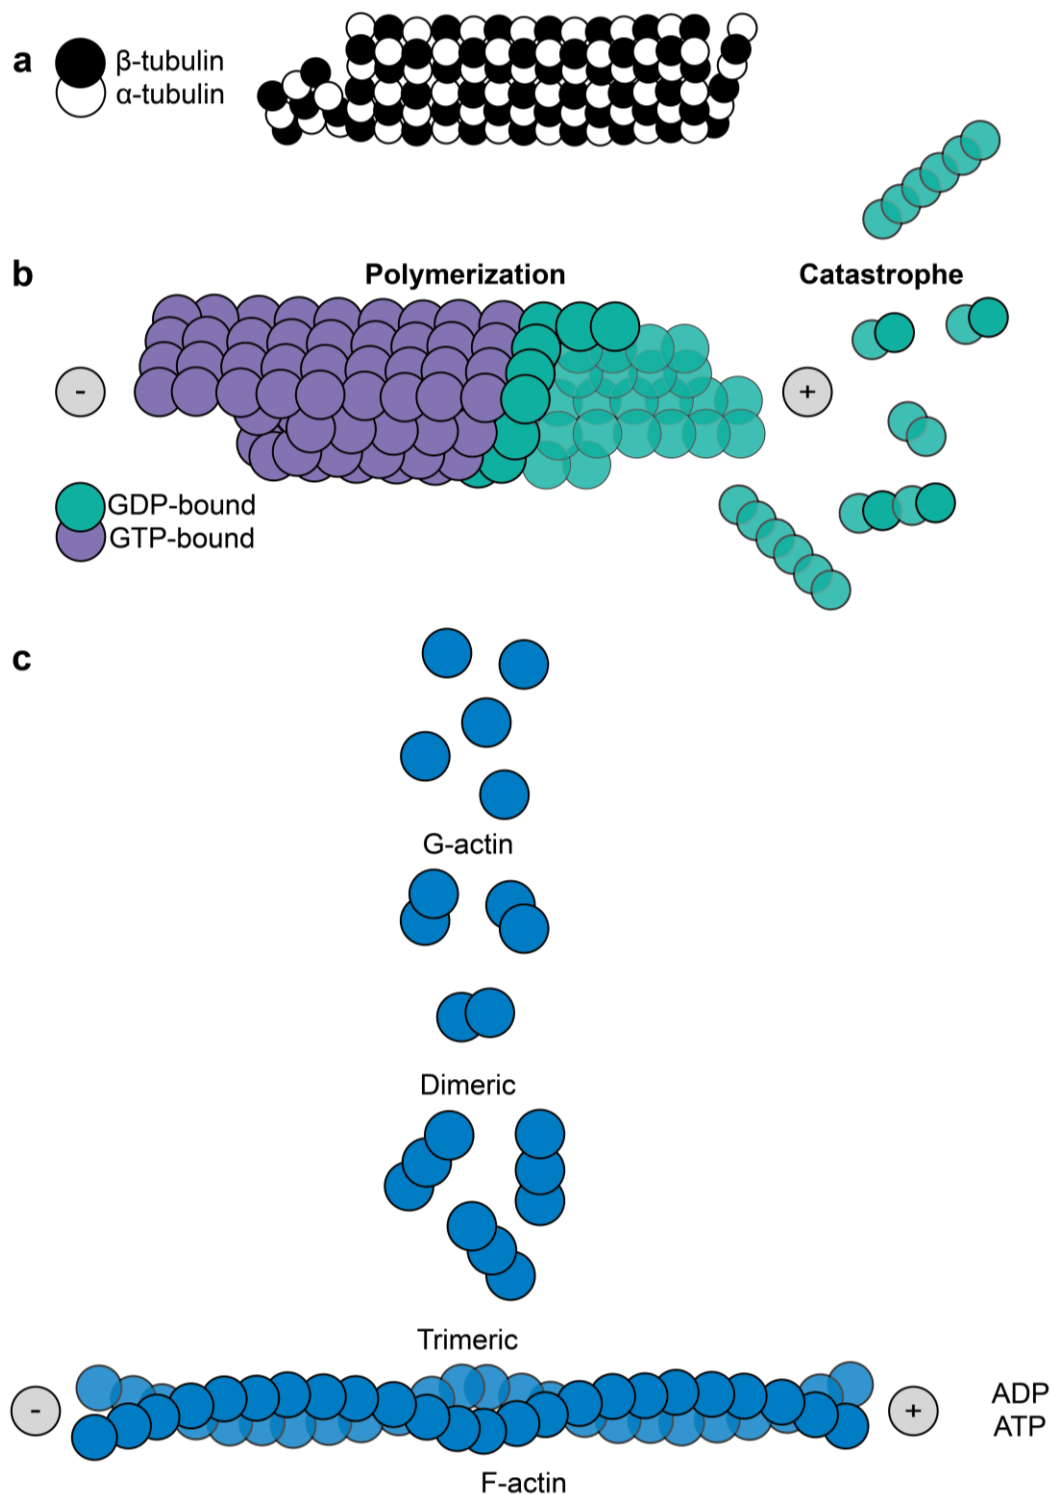 a
β-tubulin
α-tubulin
b
Polymerization
Catastrophe
-
+
GDP-bound
GTP-bound
c
G-actin
Dimeric
Trimeric
-
+
ADP
ATP
F-actin